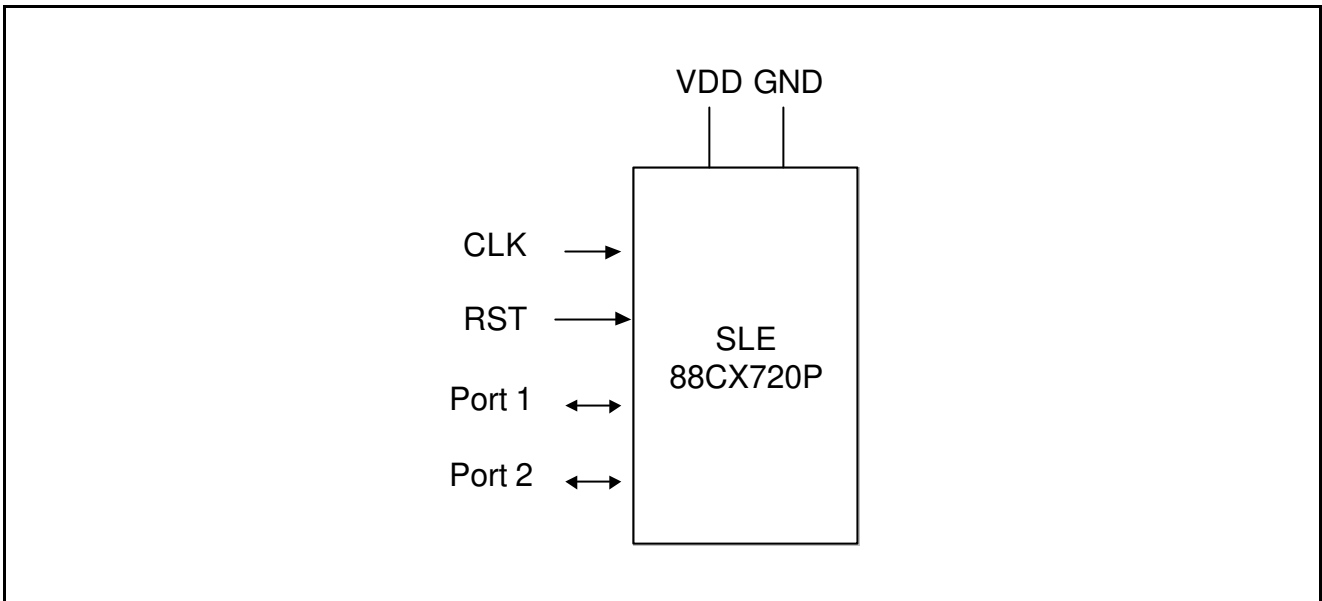 VDD GND
CLK
RST
SLE
88CX720P
Port 1
Port 2